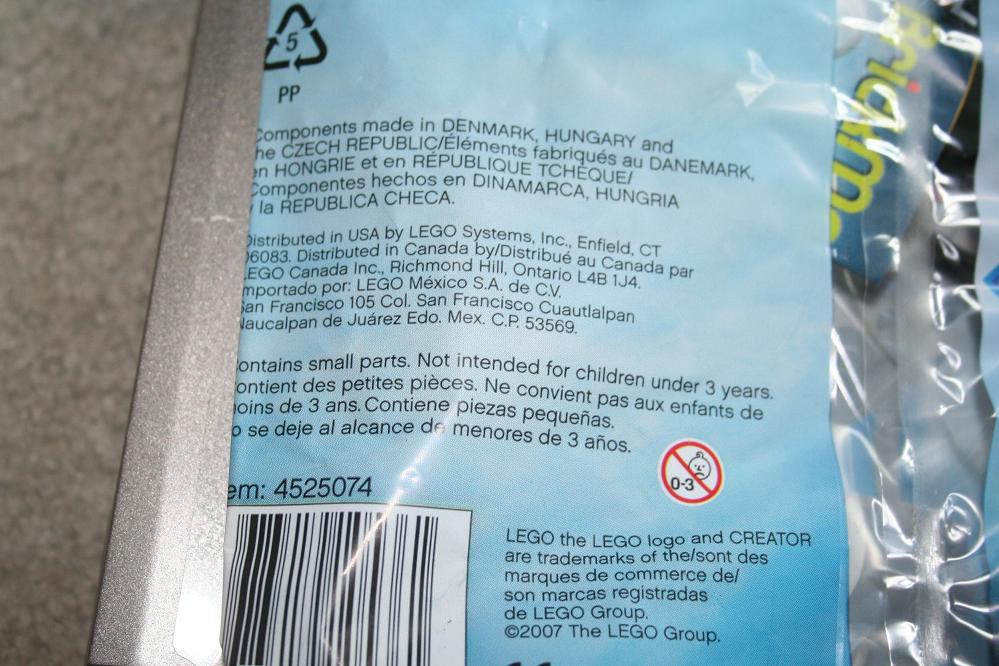 5
PP
Components made in DENMARK, HUNGARY and
he CZECH REPUBLIC/Éléments fabriqués au DANEMARK,
en HONGRIE et en RÉPUBLIQUE TCHÈQUE/
Componentes hechos en DINAMARCA, HUNGRIA
la REPUBLICA CHECA.
Distributed in USA by LEGO Systems, Inc., Enfield, CT
06083. Distributed in Canada by/Distribué au Canada par
LEGO Canada Inc., Richmond Hill, Ontario L4B 1J4.
mportado por: LEGO México S.A. de C.V.
San Francisco 105 Col. San Francisco Cuautlalpan
Naucalpan de Juárez Edo. Mex. C.P. 53569.
ontains small parts. Not intended for children under 3 years.
ontient des petites pièces. Ne convient pas aux enfants de
oins de 3 ans. Contiene piezas pequeñas.
o se deje al alcance de menores de 3 años.
0-3
em: 4525074
LEGO the LEGO logo and CREATOR
are trademarks of the/sont des
marques de commerce de/
son marcas registradas
de LEGO Group.
©2007 The LEGO Group.